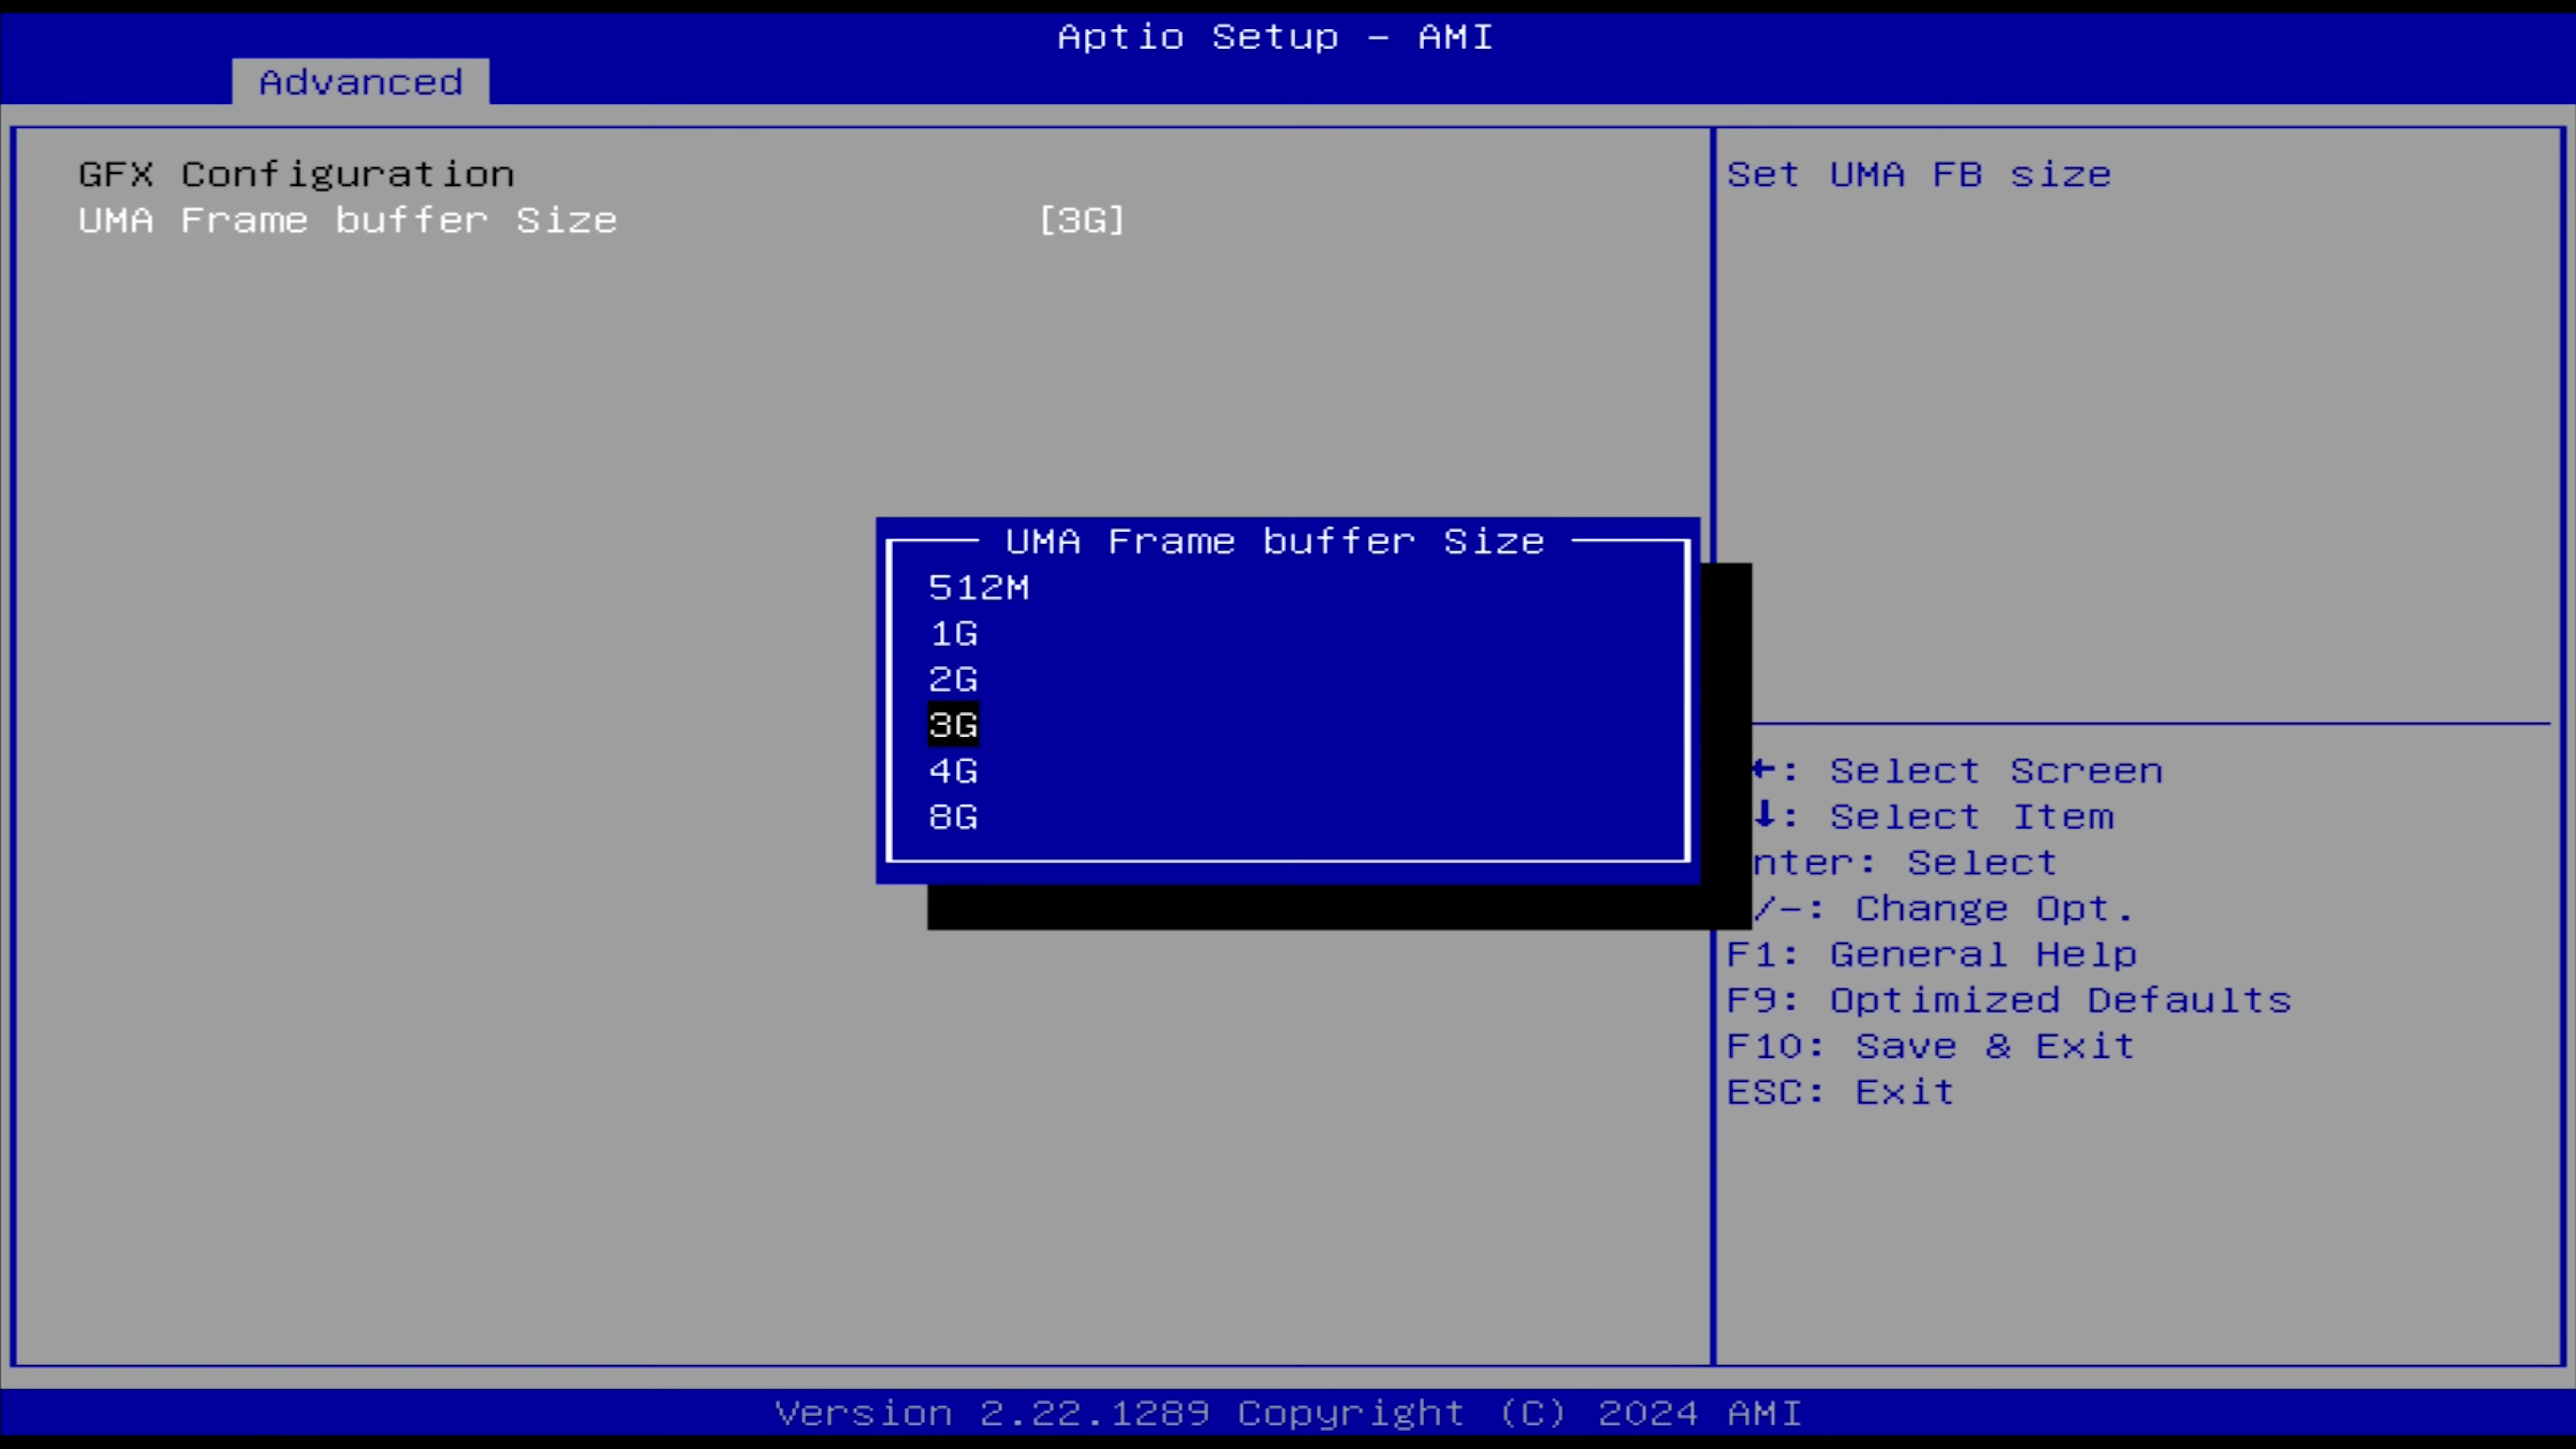 Aptio Setup - AMI
Advanced
GFX Configuration
UMA Frame buffer Size [3G]
Set UMA FB size
UMA Frame buffer Size
512M
1G
2G
3G
4G
8G
←: Select Screen
↓: Select Item
nter: Select
/-: Change Opt.
F1: General Help
F9: Optimized Defaults
F10: Save & Exit
ESC: Exit
Version 2.22.1289 Copyright (C) 2024 AMI